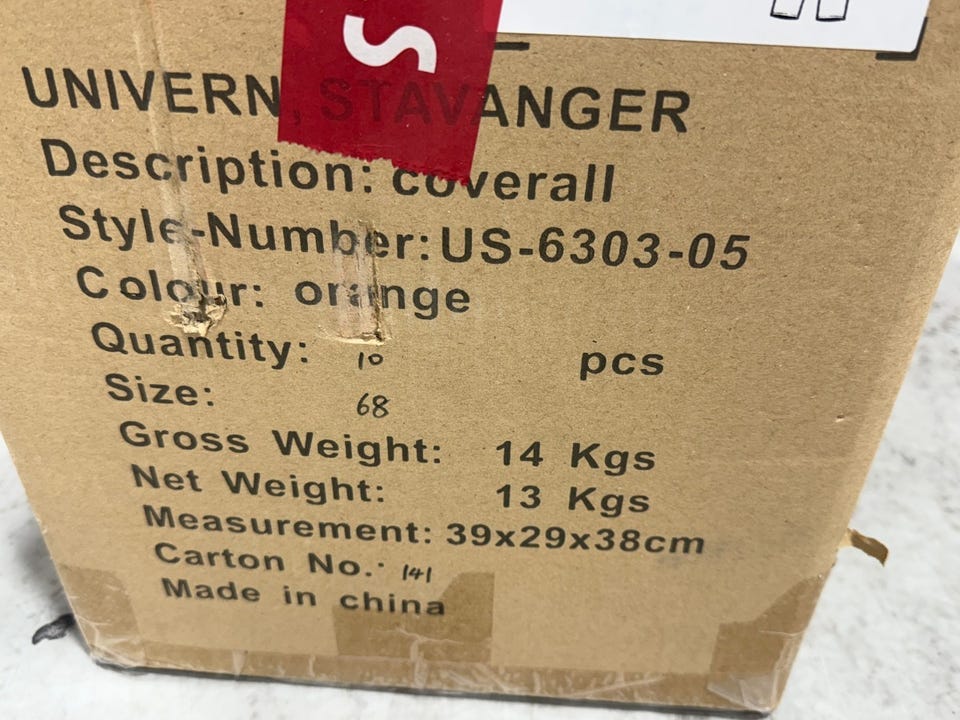 S
UNIVERN, STAVANGER
Description: coverall
Style-Number: US-6303-05
Colour: orange
Quantity: 10 pcs
Size: 68
Gross Weight: 14 Kgs
Net Weight: 13 Kgs
Measurement: 39x29x38cm
Carton No.: 141
Made in china